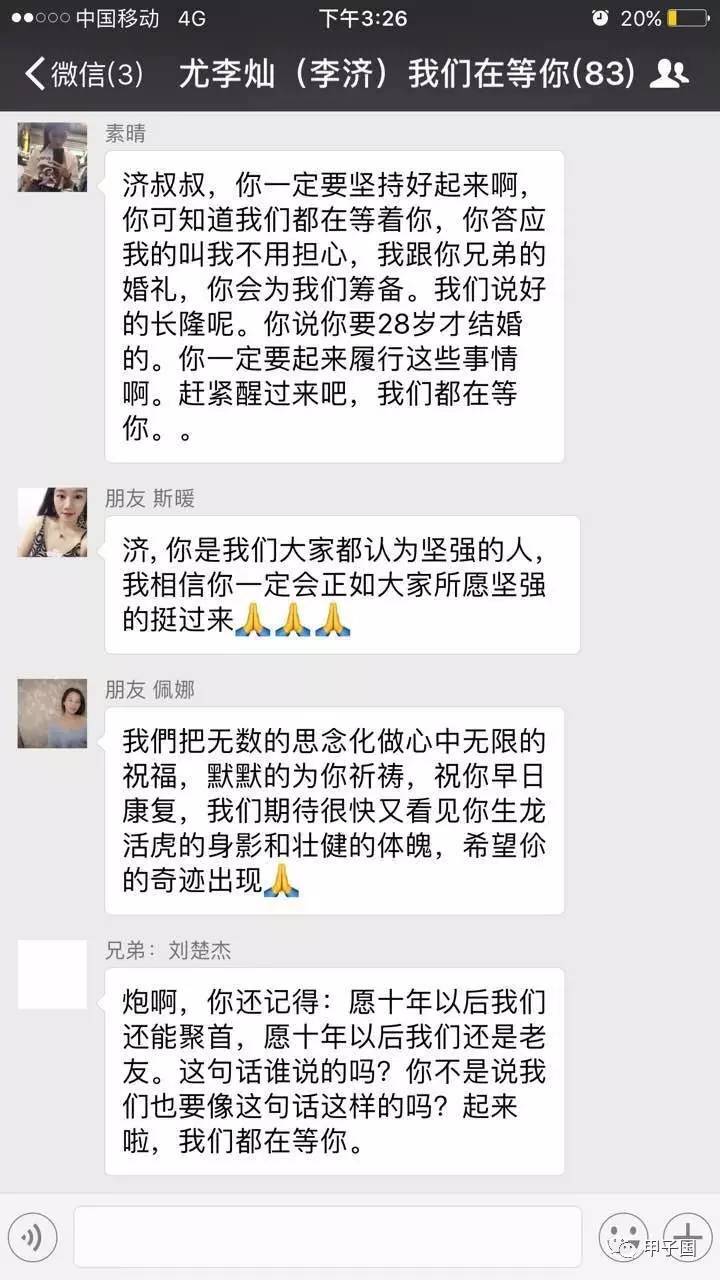 中国移动 4G 下午3:26 20%
微信(3) 尤李灿（李济）我们在等你(83)
素晴
济叔叔，你一定要坚持好起来啊，
你可知道我们都在等着你，你答应
我的叫我不用担心，我跟你兄弟的
婚礼，你会为我们筹备。我们说好
的长隆呢。你说你要28岁才结婚
的。你一定要起来履行这些事情
啊。赶紧醒过来吧，我们都在等
你。。
朋友 斯暖
济, 你是我们大家都认为坚强的人，
我相信你一定会正如大家所愿坚强
的挺过来🙏🙏🙏
朋友 佩娜
我們把无数的思念化做心中无限的
祝福，默默的为你祈祷，祝你早日
康复，我们期待很快又看见你生龙
活虎的身影和壮健的体魄，希望伱
的奇迹出现🙏
兄弟：刘楚杰
炮啊，你还记得：愿十年以后我们
还能聚首，愿十年以后我们还是老
友。这句话谁说的吗？你不是说我
们也要像这句话这样的吗？起来
啦，我们都在等你。
甲子国